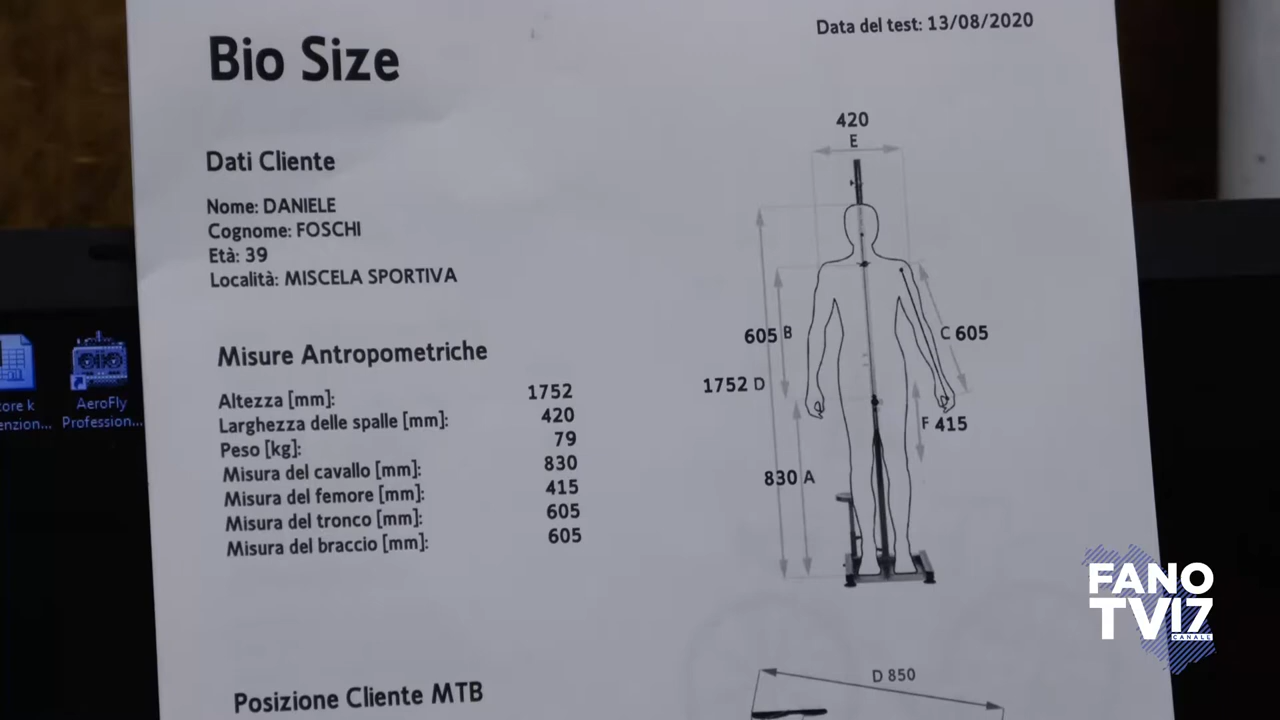 Data del test: 13/08/2020
Bio Size
Dati Cliente
Nome: DANIELE
Cognome: FOSCHI
Età: 39
Località: MISCELA SPORTIVA
Misure Antropometriche
Altezza [mm]: 1752
Larghezza delle spalle [mm]: 420
Peso [kg]: 79
Misura del cavallo [mm]: 830
Misura del femore [mm]: 415
Misura del tronco [mm]: 605
Misura del braccio [mm]: 605
420
E
605 B
C 605
1752 D
F 415
830 A
Posizione Cliente MTB
D 850
AeroFly
Profession...
FANO
TV17
CANALE